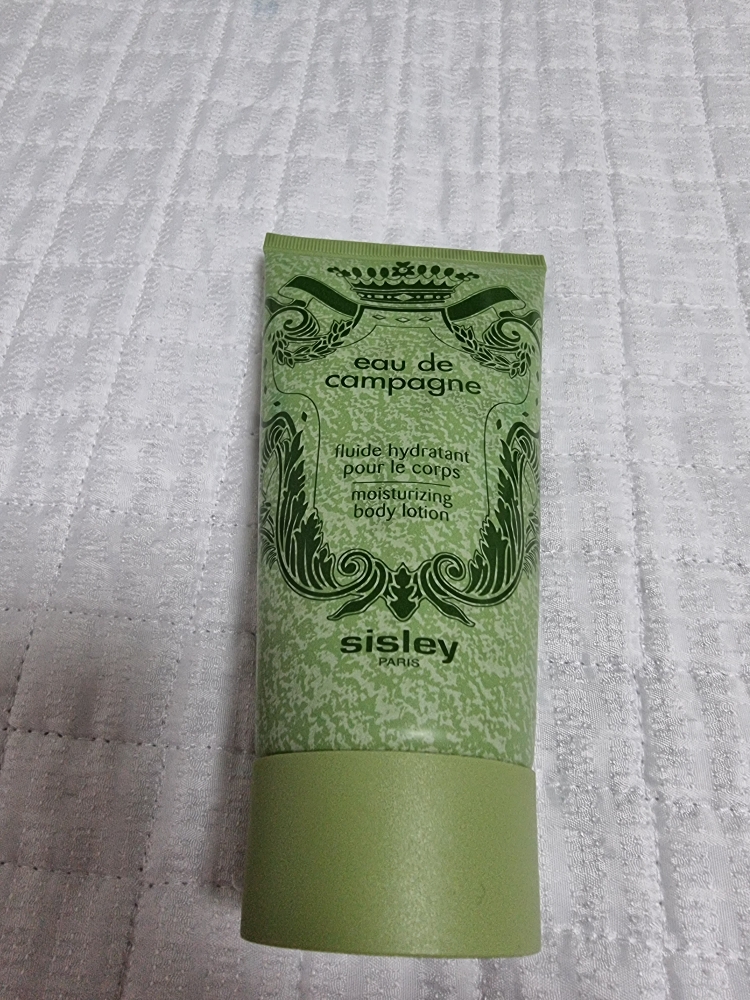 eau de
campagne
fluide hydratant
pour le corps
moisturizing
body lotion
sisley
PARIS